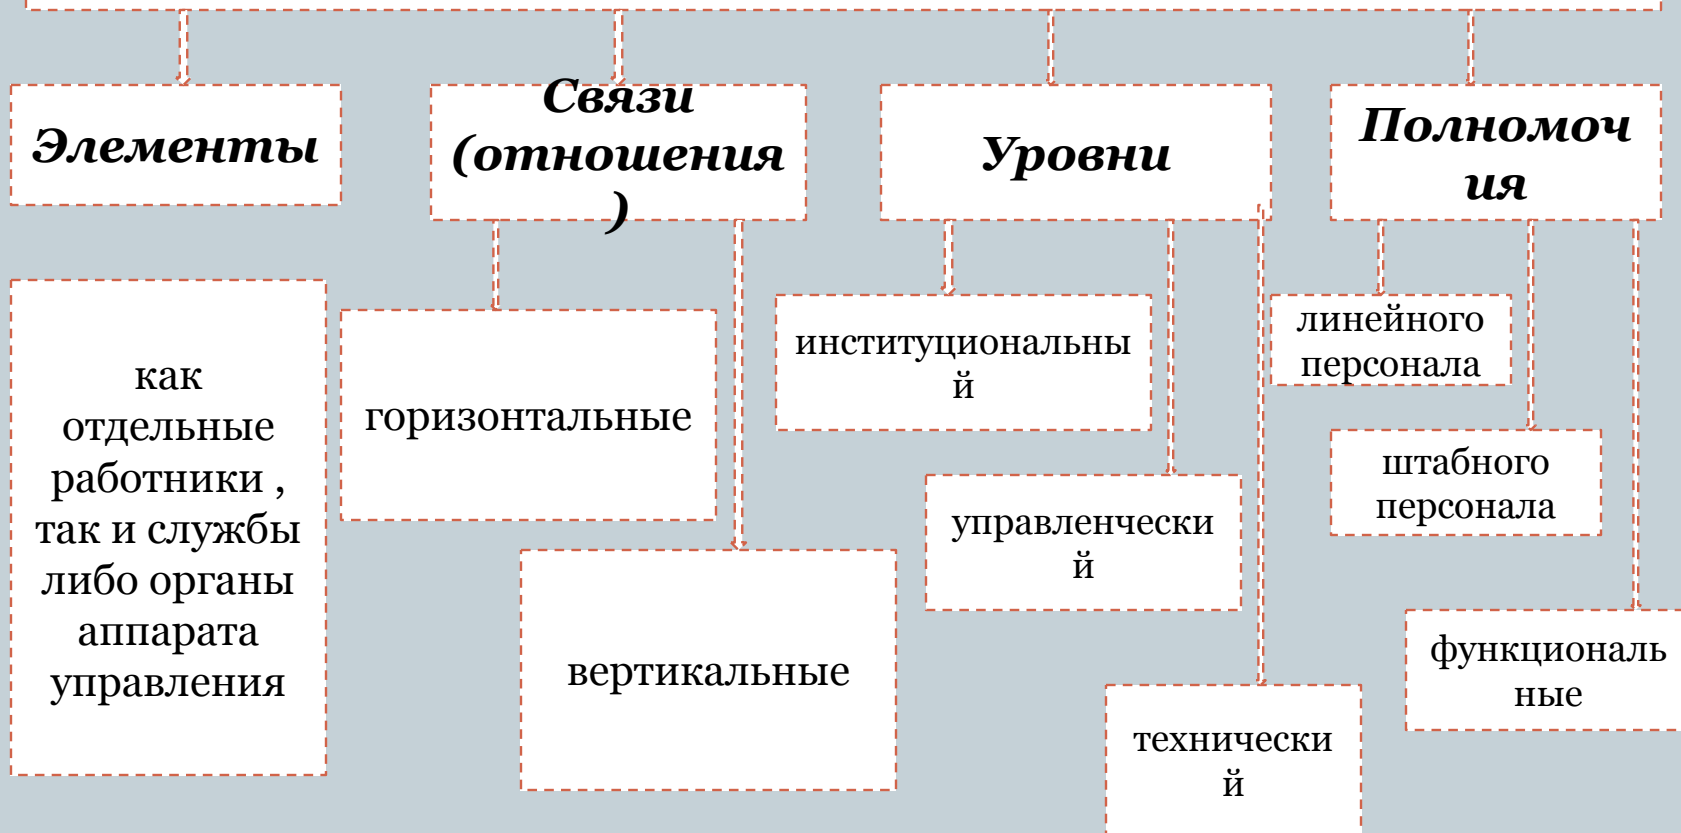 Элементы
Связи
(отношения
)
Уровни
Полномоч
ия
как
отдельные
работники ,
так и службы
либо органы
аппарата
управления
горизонтальные
вертикальные
институциональны
й
управленчески
й
технически
й
линейного
персонала
штабного
персонала
функциональ
ные